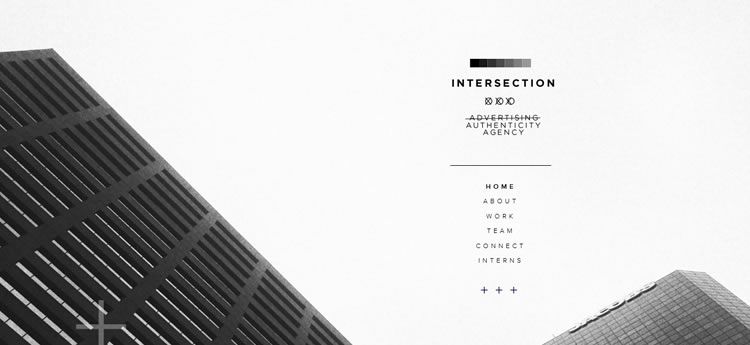 INTERSECTION
ADVERTISING
AUTHENTICITY
AGENCY
HOME
ABOUT
WORK
TEAM
CONNECT
INTERNS
+ + +